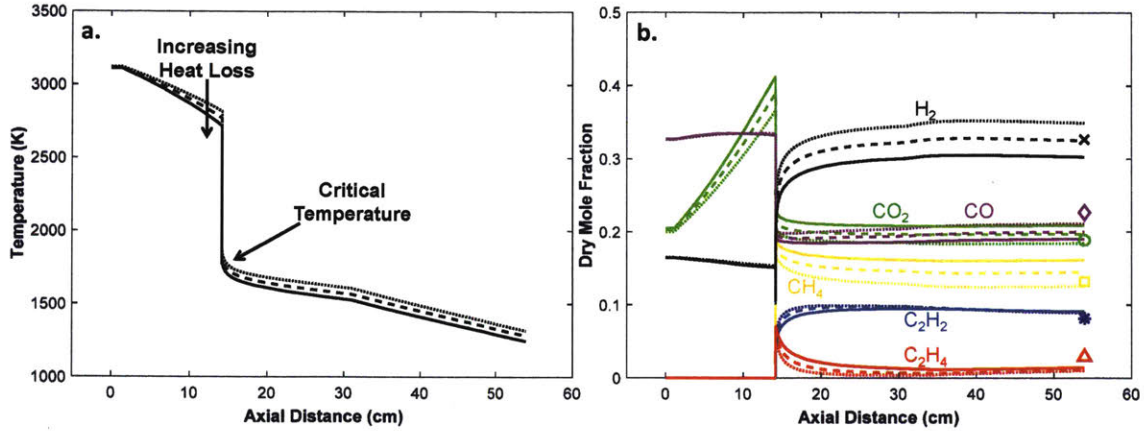 a.
3500
3000
2500
2000
1500
1000
Temperature (K)
Increasing
Heat Loss
Critical
Temperature
0
10
20
30
40
50
60
Axial Distance (cm)
b.
0.5
0.4
0.3
0.2
0.1
0
Dry Mole Fraction
H2
CO2
CO
CH4
C2H2
C2H4
0
10
20
30
40
50
60
Axial Distance (cm)